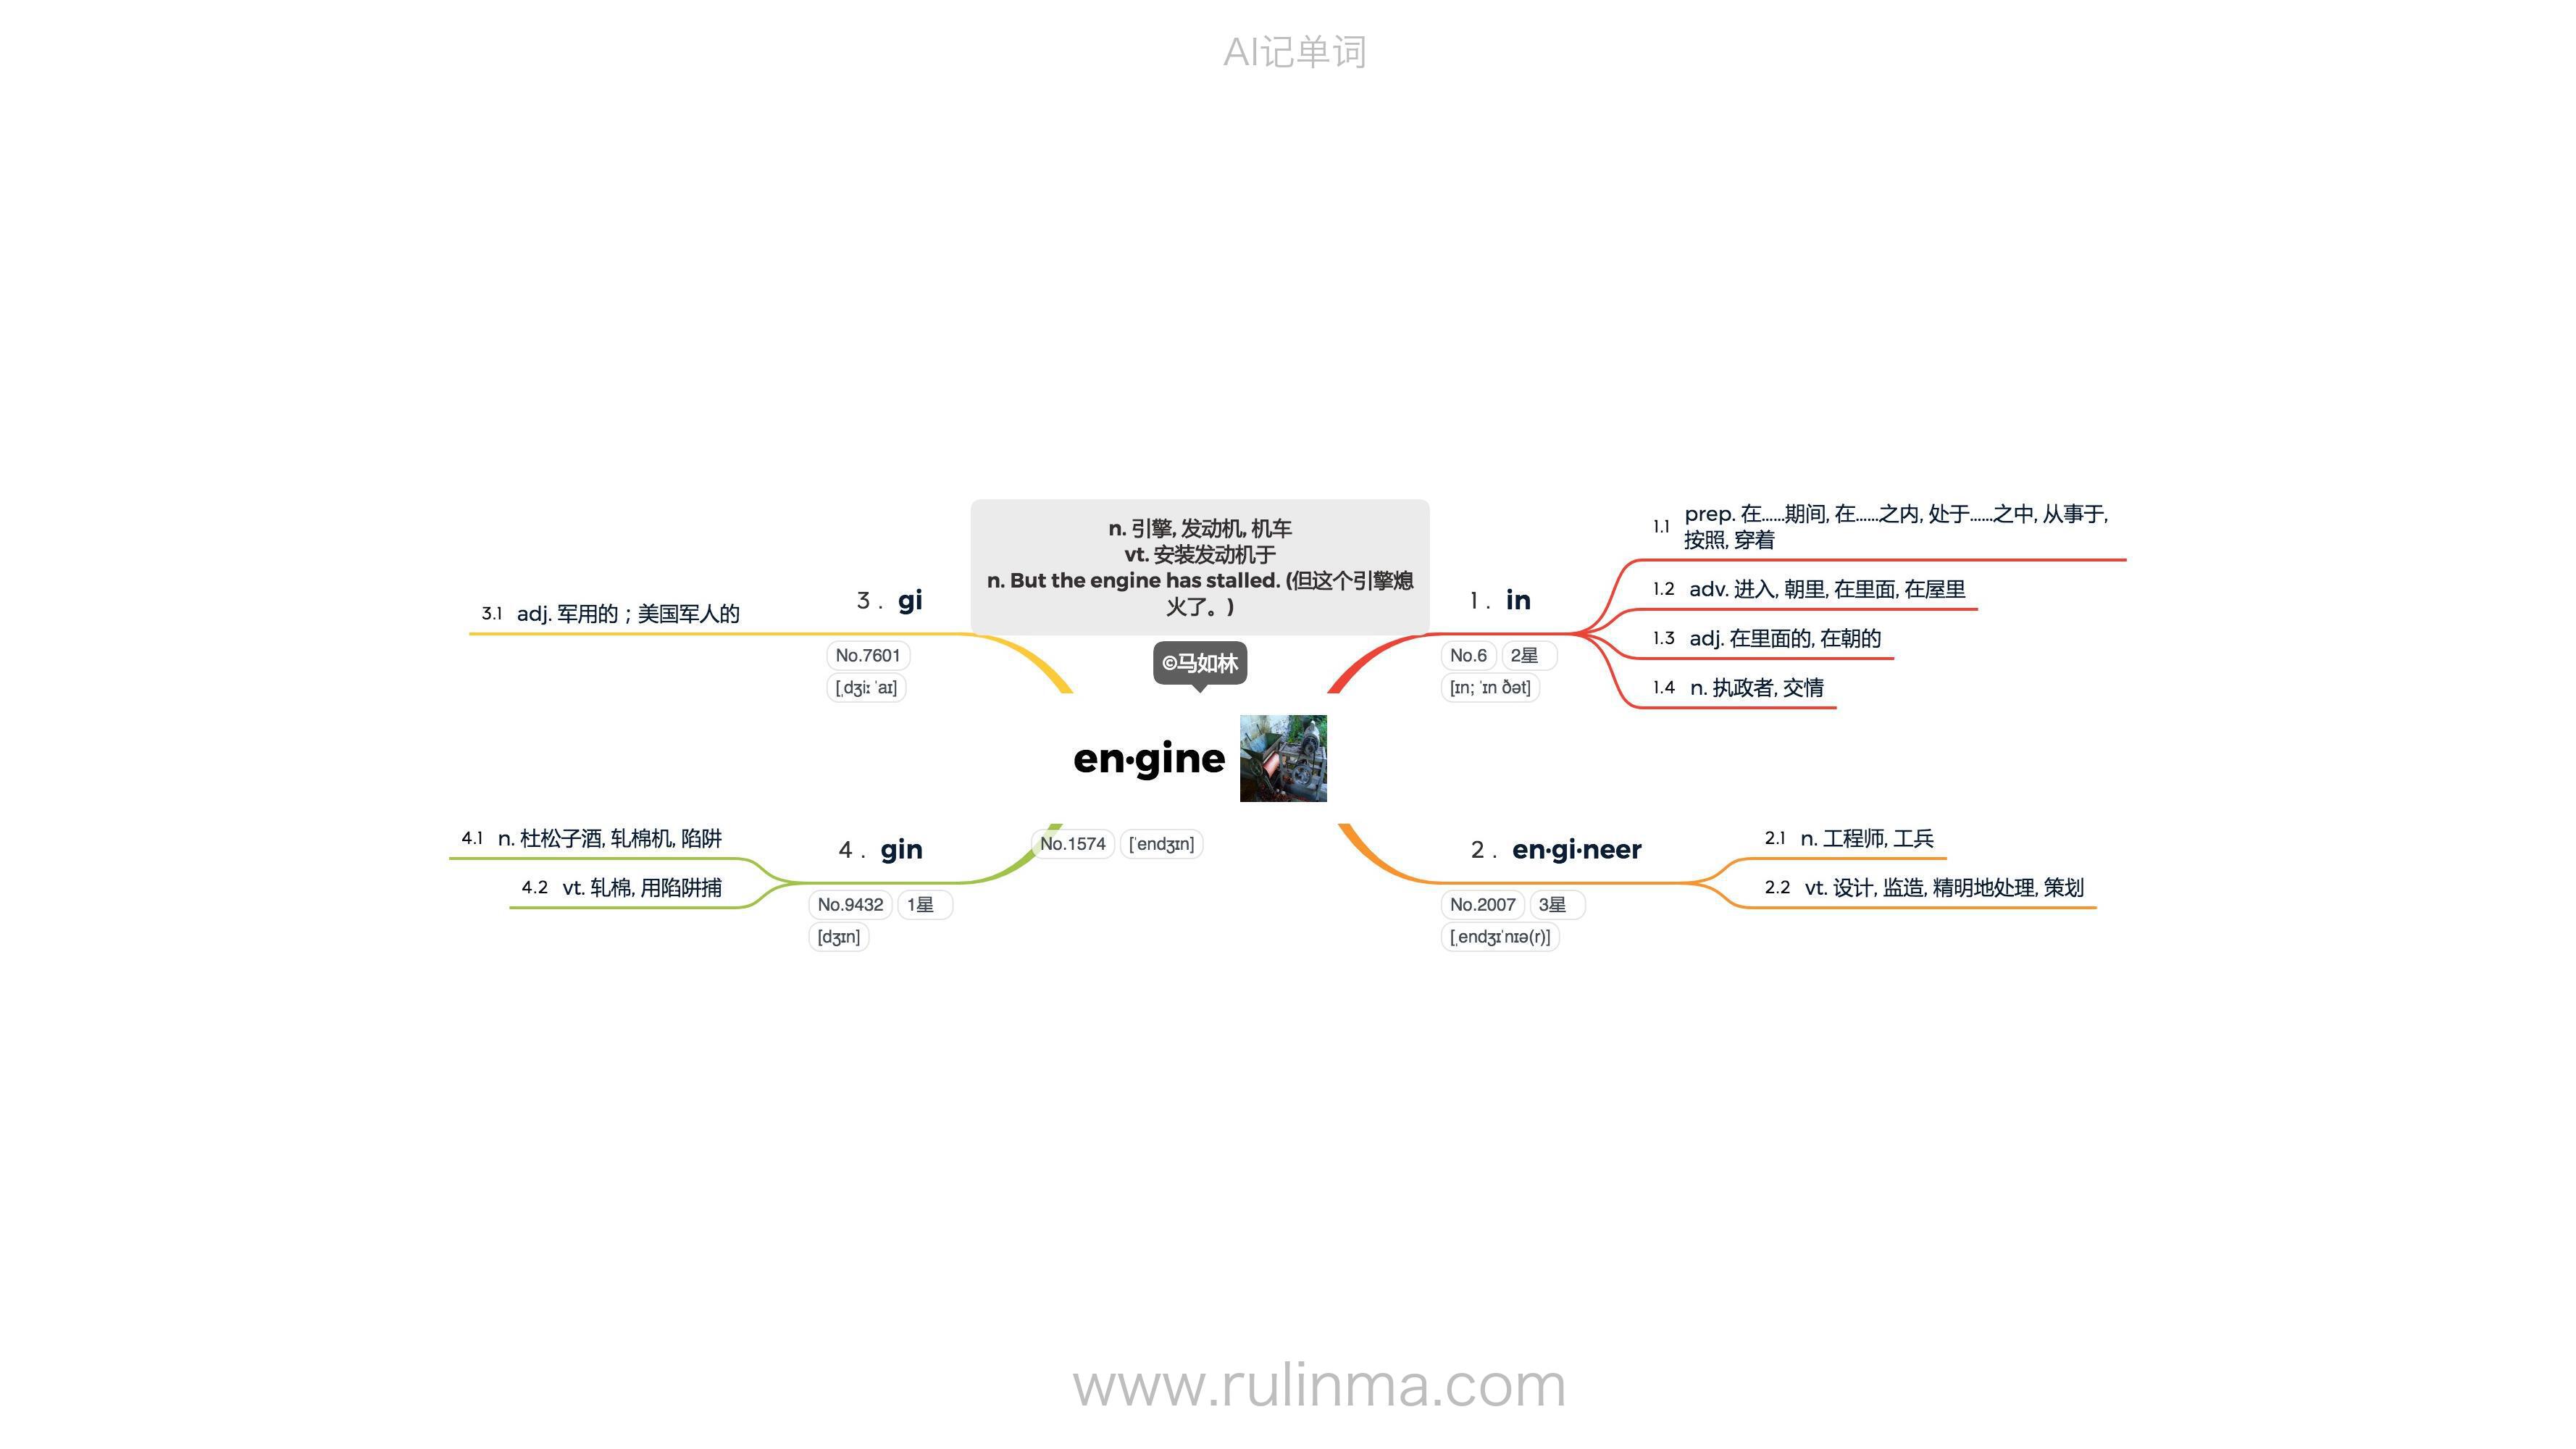 AI记单词
n. 引擎, 发动机, 机车
vt. 安装发动机于
n. But the engine has stalled. (但这个引擎熄
火了。)
©马如林
en·gine
No.1574 [ˈendʒɪn]
1 . in
No.6 2星
[ɪn; ˈɪn ðət]
1.1 prep. 在……期间, 在……之内, 处于……之中, 从事于,
按照, 穿着
1.2 adv. 进入, 朝里, 在里面, 在屋里
1.3 adj. 在里面的, 在朝的
1.4 n. 执政者, 交情
2 . en·gi·neer
No.2007 3星
[ˌendʒɪˈnɪə(r)]
2.1 n. 工程师, 工兵
2.2 vt. 设计, 监造, 精明地处理, 策划
3 . gi
No.7601
[ˌdʒiː ˈaɪ]
3.1 adj. 军用的；美国军人的
4 . gin
No.9432 1星
[dʒɪn]
4.1 n. 杜松子酒, 轧棉机, 陷阱
4.2 vt. 轧棉, 用陷阱捕
www.rulinma.com